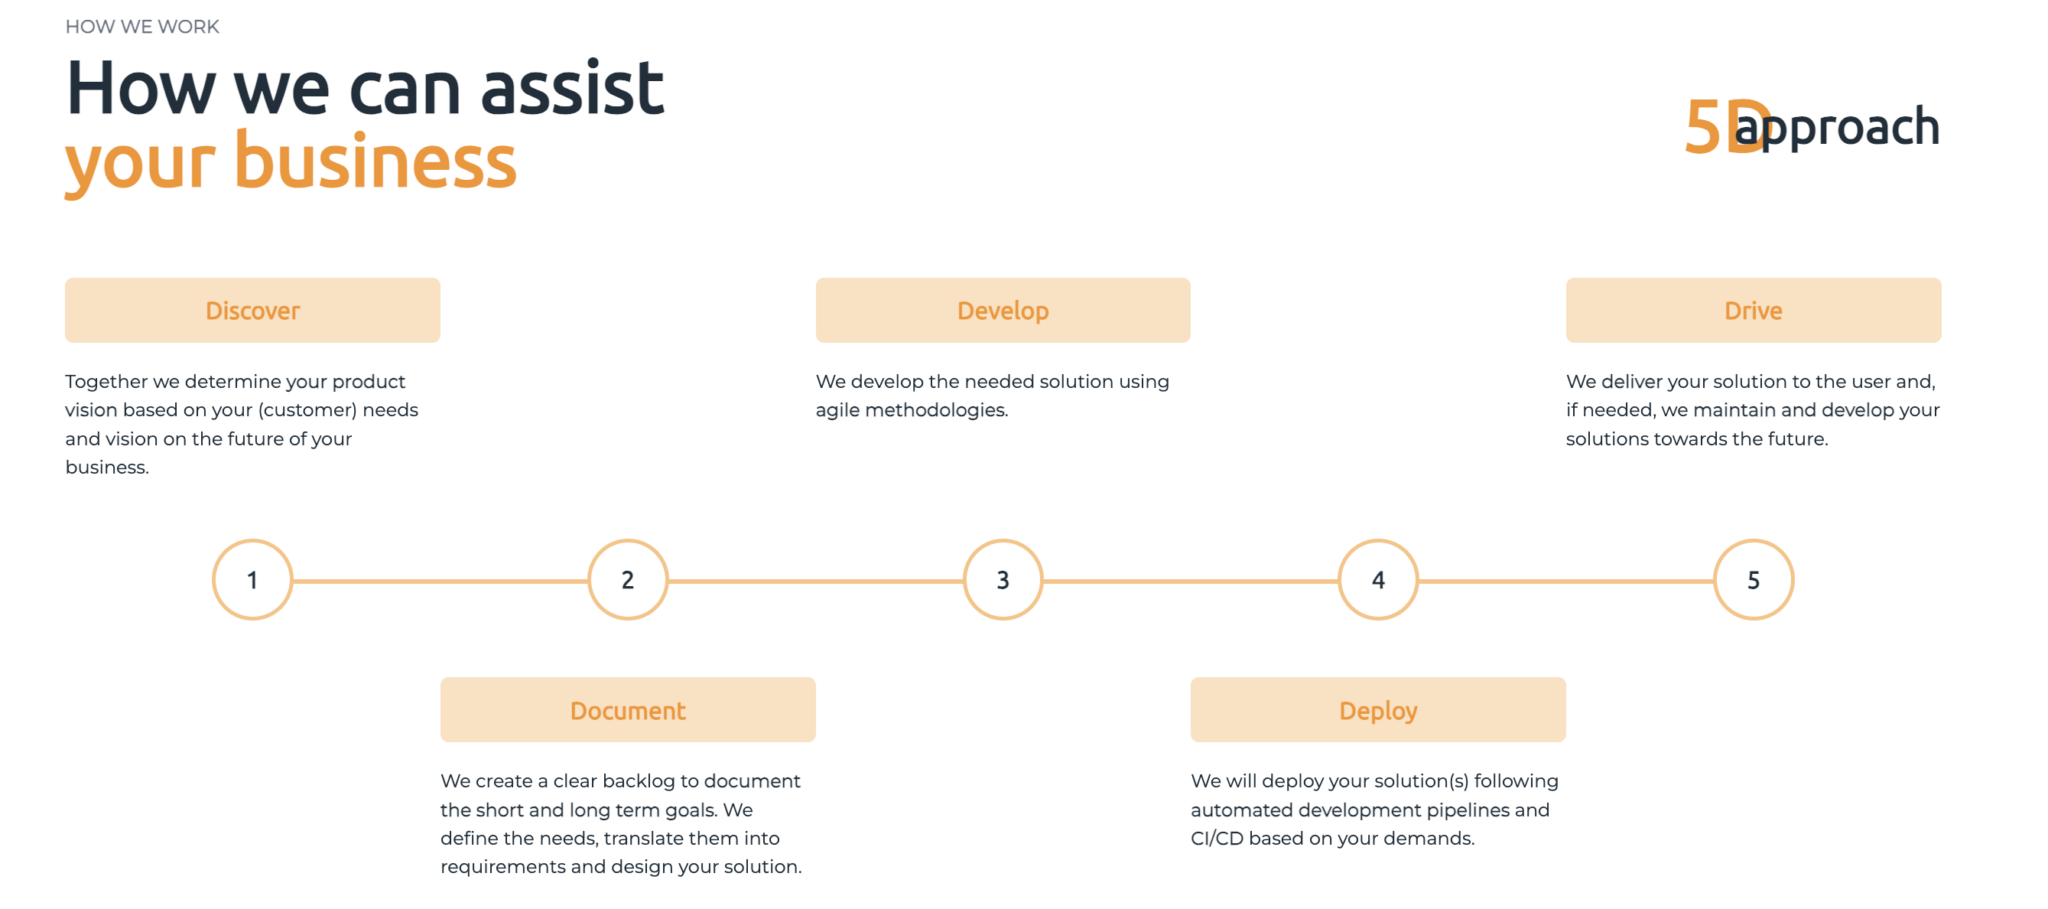 HOW WE WORK
How we can assist
your business
5D approach
Discover
Together we determine your product
vision based on your (customer) needs
and vision on the future of your
business.
Develop
We develop the needed solution using
agile methodologies.
Drive
We deliver your solution to the user and,
if needed, we maintain and develop your
solutions towards the future.
1
2
3
4
5
Document
We create a clear backlog to document
the short and long term goals. We
define the needs, translate them into
requirements and design your solution.
Deploy
We will deploy your solution(s) following
automated development pipelines and
CI/CD based on your demands.